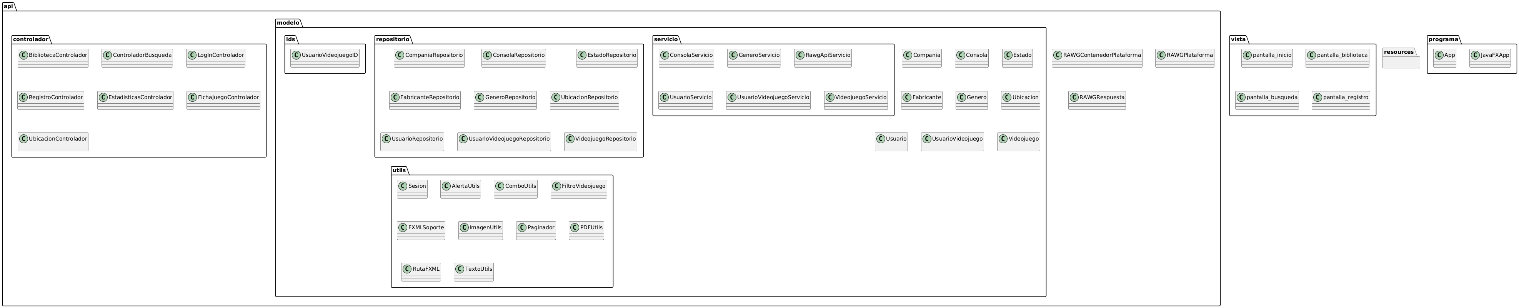 api
controlador
C BibliotecaControlador
C ControladorBusqueda
C LogInControlador
C RegistroControlador
C EstadisticasControlador
C FichaJuegoControlador
C UbicacionControlador
modelo
ids
C UsuarioVideojuegoID
repositorio
C CompaniaRepositorio
C ConsolaRepositorio
C EstadoRepositorio
C FabricanteRepositorio
C GeneroRepositorio
C UbicacionRepositorio
C UsuarioRepositorio
C UsuarioVideojuegoRepositorio
C VideojuegoRepositorio
utils
C Sesion
C AlertaUtils
C ComboUtils
C FiltroVideojuego
C FXMLSoporte
C ImagenUtils
C Paginador
C PDFUtils
C RutaFXML
C TextoUtils
servicio
C ConsolaServicio
C GeneroServicio
C RawgApiServicio
C UsuarioServicio
C UsuarioVideojuegoServicio
C VideojuegoServicio
C Compania
C Consola
C Estado
C Fabricante
C Genero
C Ubicacion
C Usuario
C UsuarioVideojuego
C Videojuego
C RAWGContenedorPlataforma
C RAWGPlataforma
C RAWGRespuesta
vista
C pantalla_inicio
C pantalla_biblioteca
C pantalla_busqueda
C pantalla_registro
resources
programa
C App
C JavaFXApp